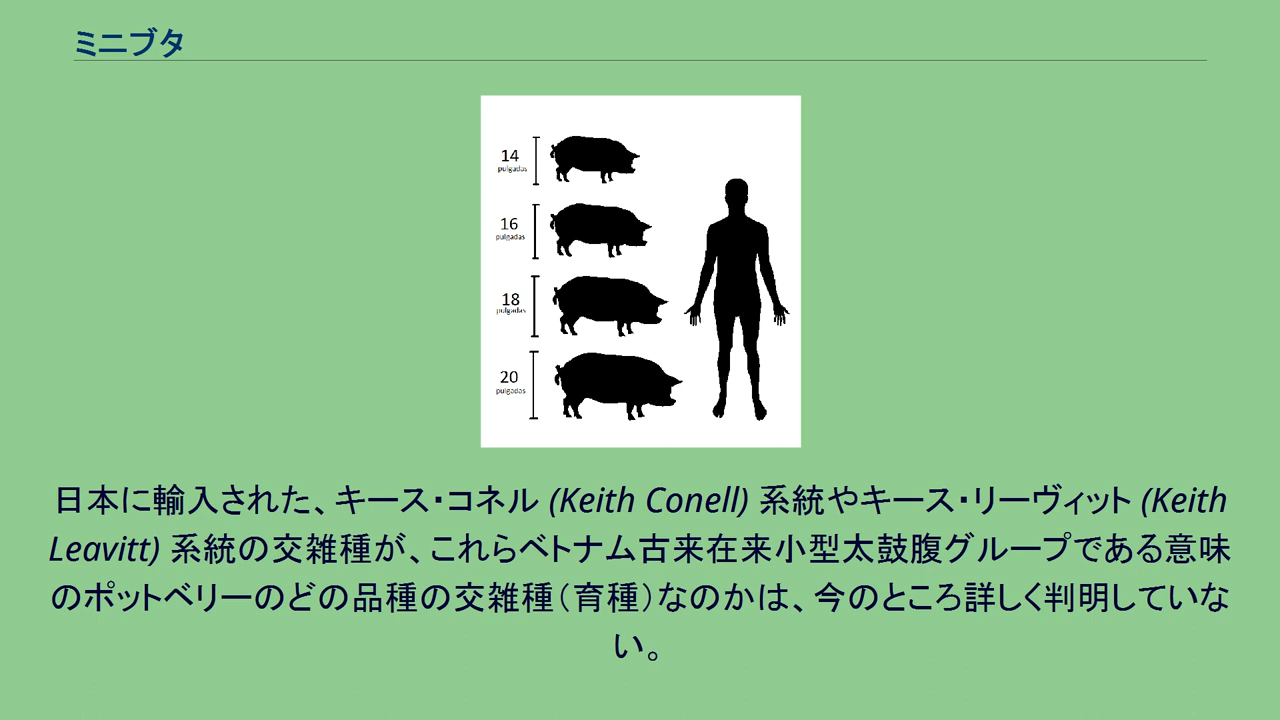 ミニブタ
14
pulgadas
16
pulgadas
18
pulgadas
20
pulgadas
日本に輸入された、キース・コネル (Keith Conell) 系統やキース・リーヴィット (Keith
Leavitt) 系統の交雑種が、これらベトナム古来在来小型太鼓腹グループである意味
のポットベリーのどの品種の交雑種（育種）なのかは、今のところ詳しく判明していな
い。